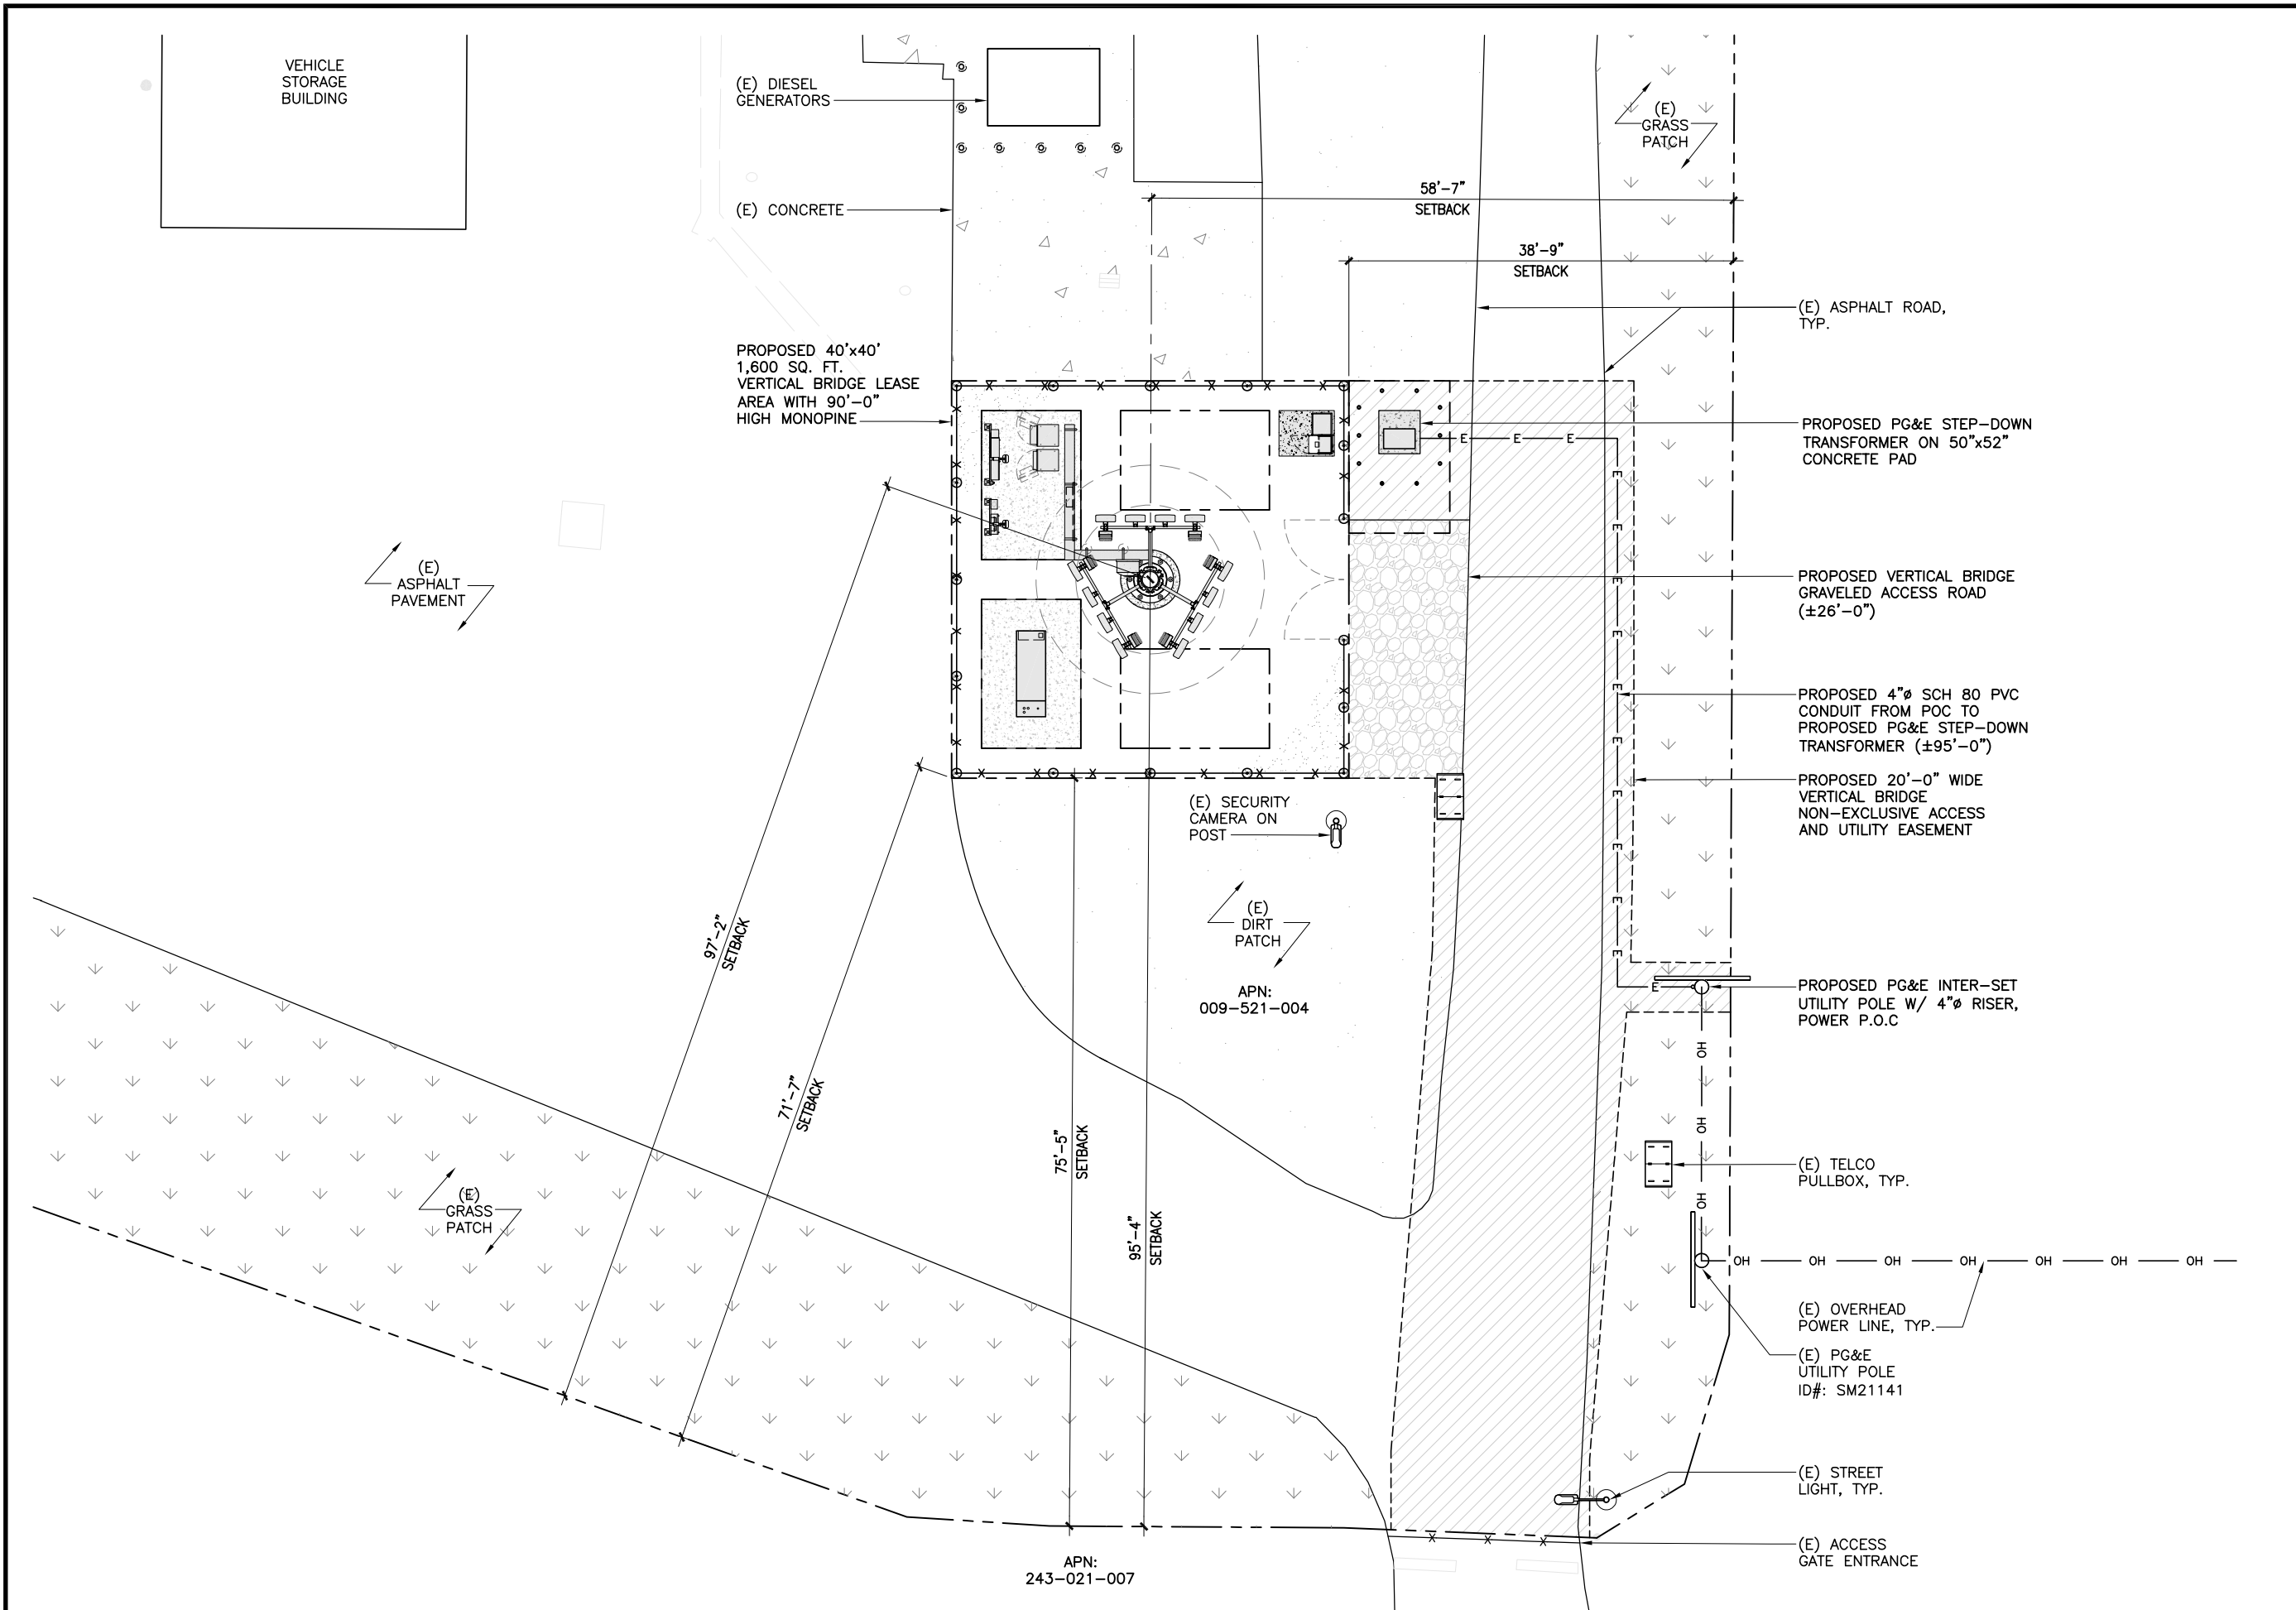 VEHICLE
STORAGE
BUILDING
(E) DIESEL
GENERATORS
(E) CONCRETE
(E)
GRASS
PATCH
58'-7"
SETBACK
38'-9"
SETBACK
(E) ASPHALT ROAD,
TYP.
PROPOSED 40'x40'
1,600 SQ. FT.
VERTICAL BRIDGE LEASE
AREA WITH 90'-0"
HIGH MONOPINE
PROPOSED PG&E STEP-DOWN
TRANSFORMER ON 50"x52"
CONCRETE PAD
E E E
(E)
ASPHALT
PAVEMENT
PROPOSED VERTICAL BRIDGE
GRAVELED ACCESS ROAD
(±26'-0")
E E E E E E E E E E
PROPOSED 4"ø SCH 80 PVC
CONDUIT FROM POC TO
PROPOSED PG&E STEP-DOWN
TRANSFORMER (±95'-0")
PROPOSED 20'-0" WIDE
VERTICAL BRIDGE
NON-EXCLUSIVE ACCESS
AND UTILITY EASEMENT
(E) SECURITY
CAMERA ON
POST
(E)
DIRT
PATCH
97'-2"
SETBACK
APN:
009-521-004
E
PROPOSED PG&E INTER-SET
UTILITY POLE W/ 4"ø RISER,
POWER P.O.C
OH OH OH
71'-7"
SETBACK
75'-5"
SETBACK
95'-4"
SETBACK
(E) TELCO
PULLBOX, TYP.
(E)
GRASS
PATCH
OH OH OH OH OH OH OH
(E) OVERHEAD
POWER LINE, TYP.
(E) PG&E
UTILITY POLE
ID#: SM21141
(E) STREET
LIGHT, TYP.
(E) ACCESS
GATE ENTRANCE
APN:
243-021-007